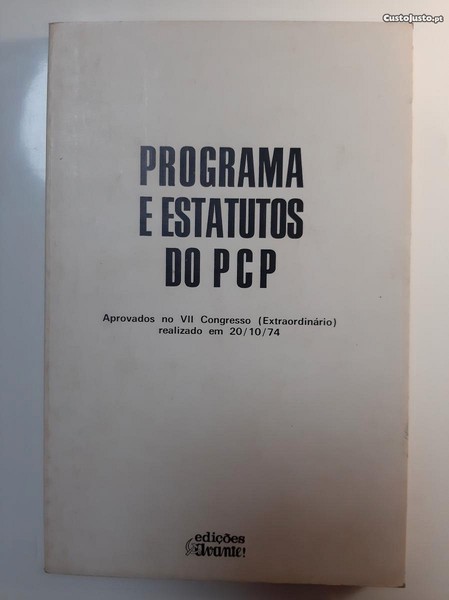 CustoJusto.pt
PROGRAMA
E ESTATUTOS
DO PCP
Aprovados no VII Congresso (Extraordinário)
realizado em 20/10/74
edições
Avante!